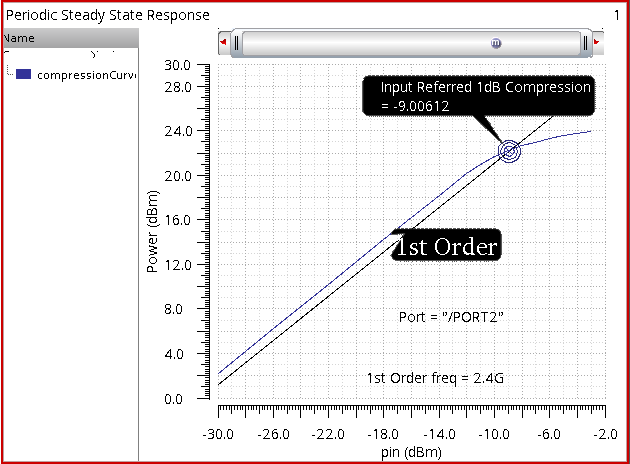 Periodic Steady State Response
1
Name
compressionCurv
Input Referred 1dB Compression
= -9.00612
30.0
28.0
24.0
20.0
16.0
12.0
8.0
4.0
0.0
Power (dBm)
1st Order
Port = "/PORT2"
1st Order freq = 2.4G
-30.0 -26.0 -22.0 -18.0 -14.0 -10.0 -6.0 -2.0
pin (dBm)